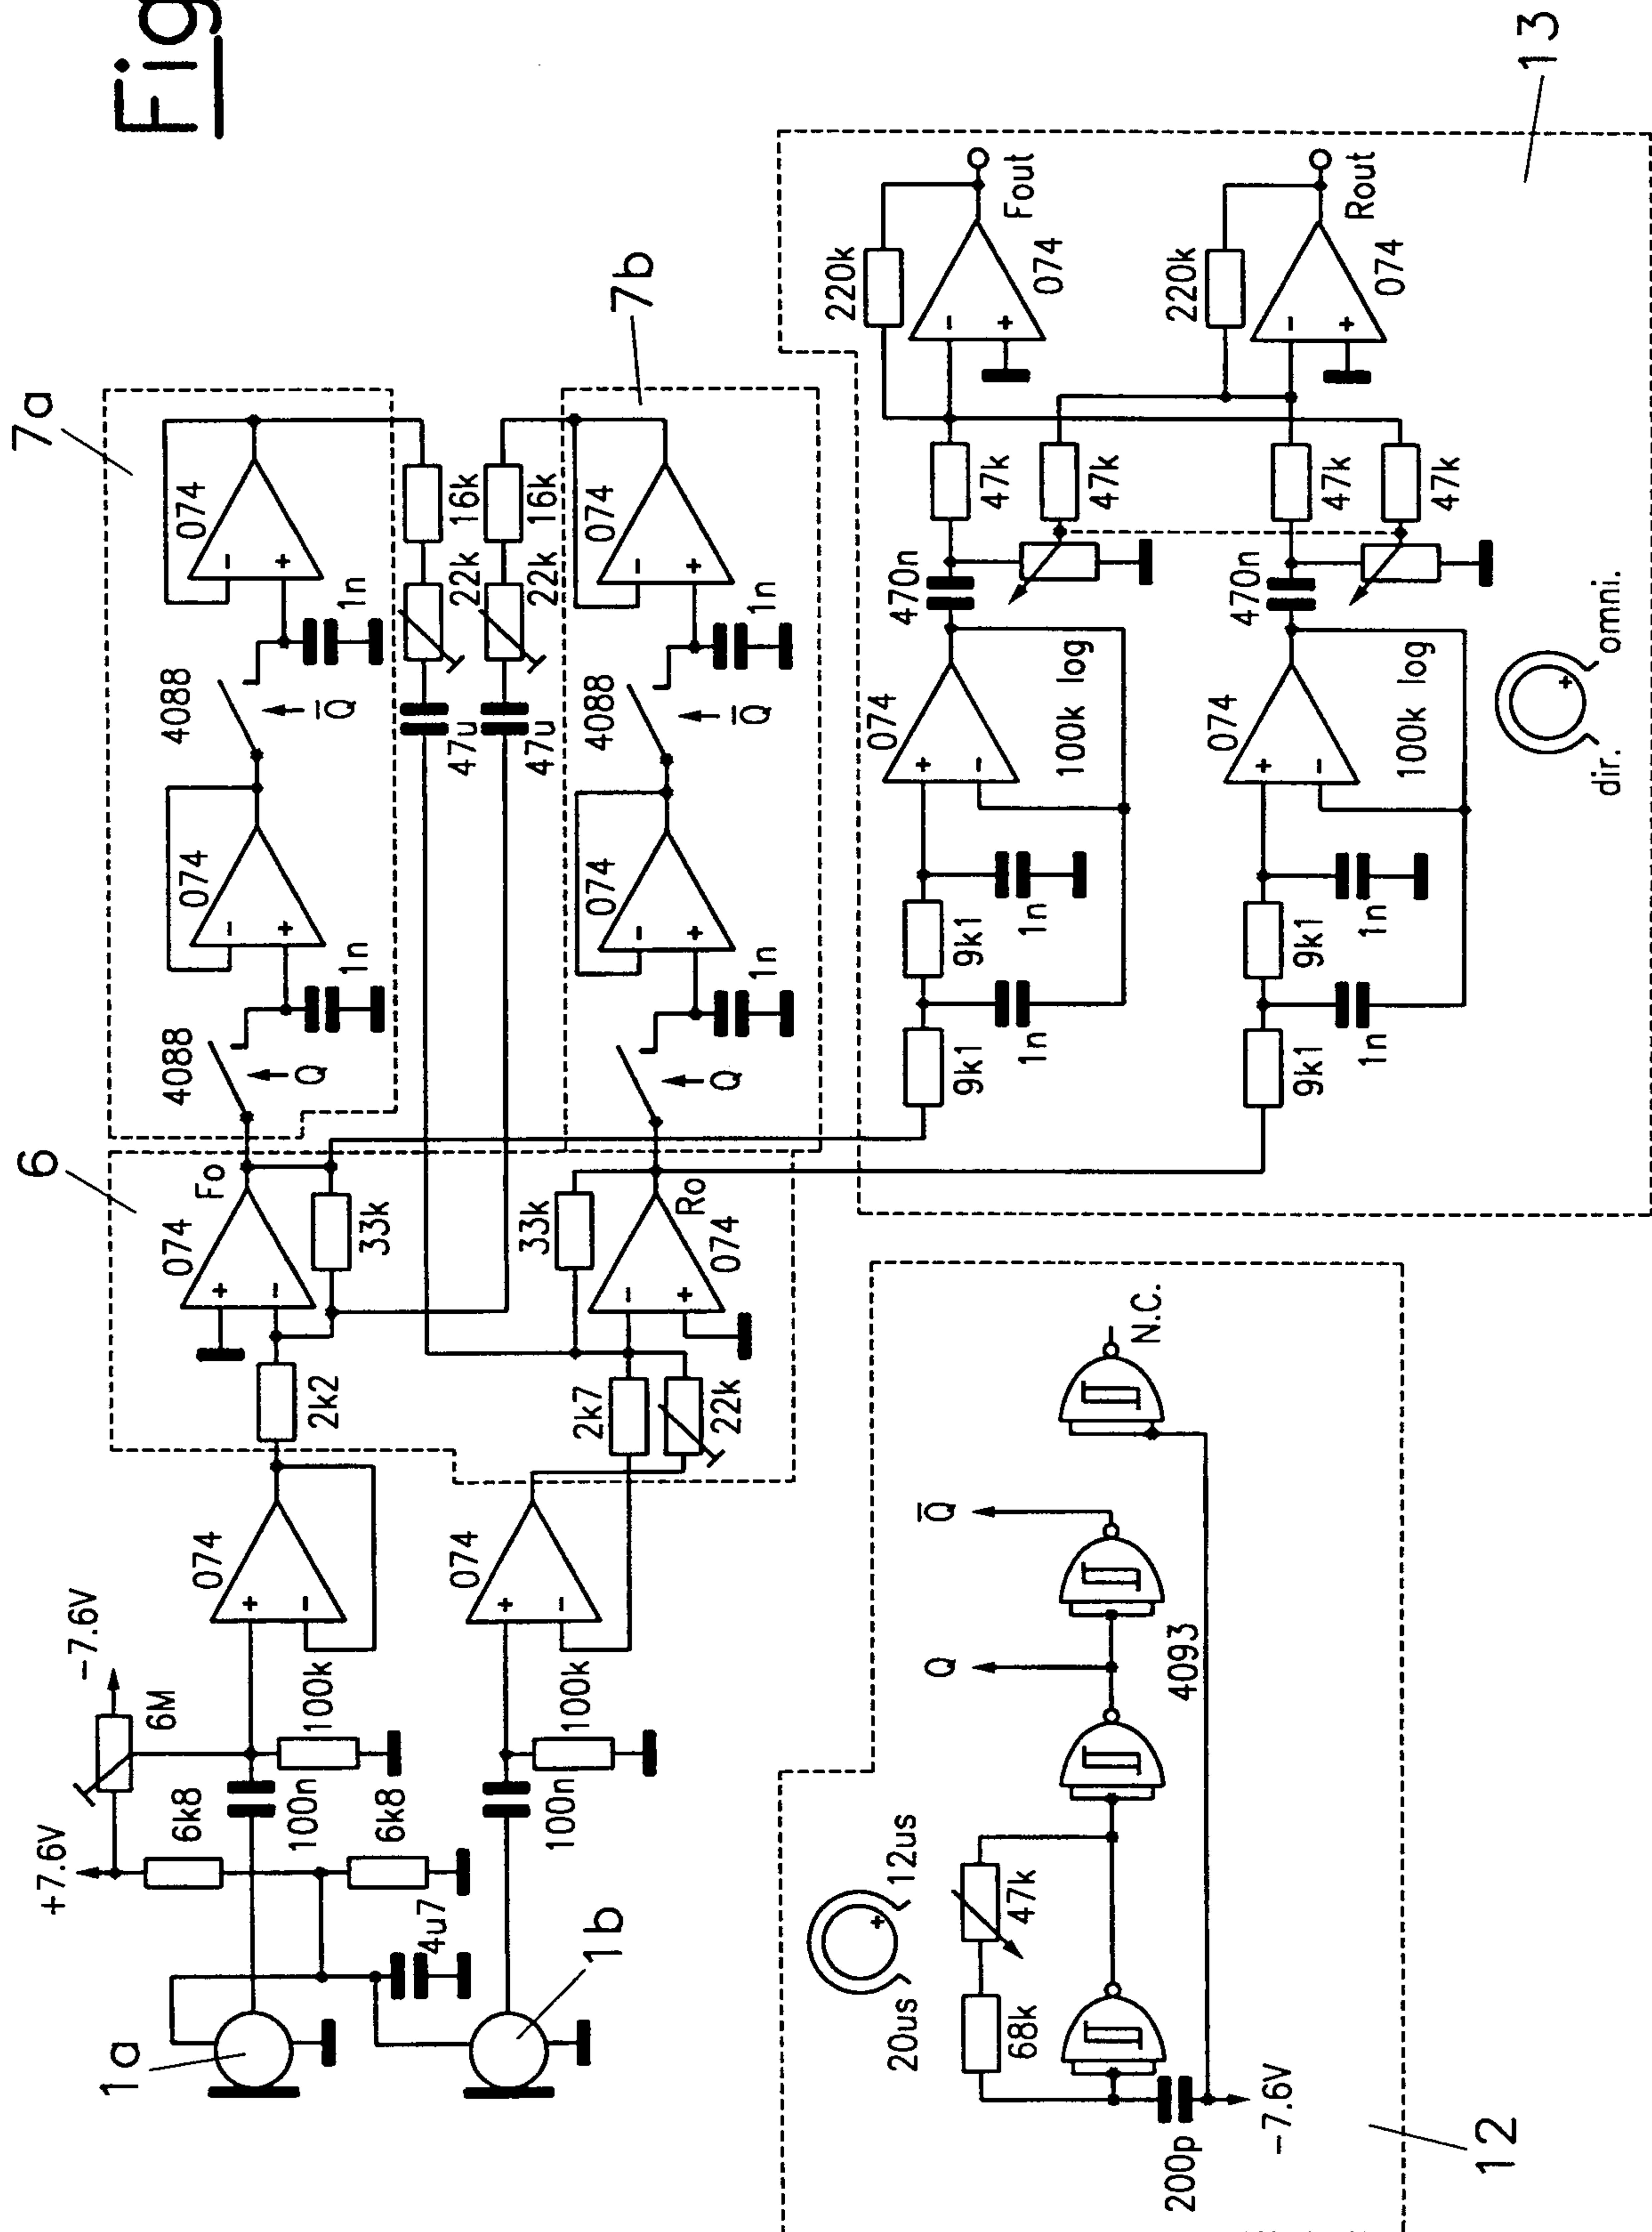 Fig
7a
6
7b
1a
1b
12
13
+7.6V
-7.6V
6M
6k8
100n
100k
6k8
4u7
100n
100k
074
074
2k2
2k7
22k
074
Fo
33k
33k
Ro
074
4088
Q
1n
074
4088
Q̅
1n
074
47u
22k
16k
47u
22k
16k
Q
1n
074
4088
Q̅
1n
074
20us
12us
68k
47k
200p
-7.6V
Q
Q̅
4093
N.C.
9k1
9k1
1n
1n
074
100k log
470n
47k
47k
220k
074
Fout
9k1
9k1
1n
1n
074
100k log
470n
47k
47k
220k
074
Rout
dir.
omni.